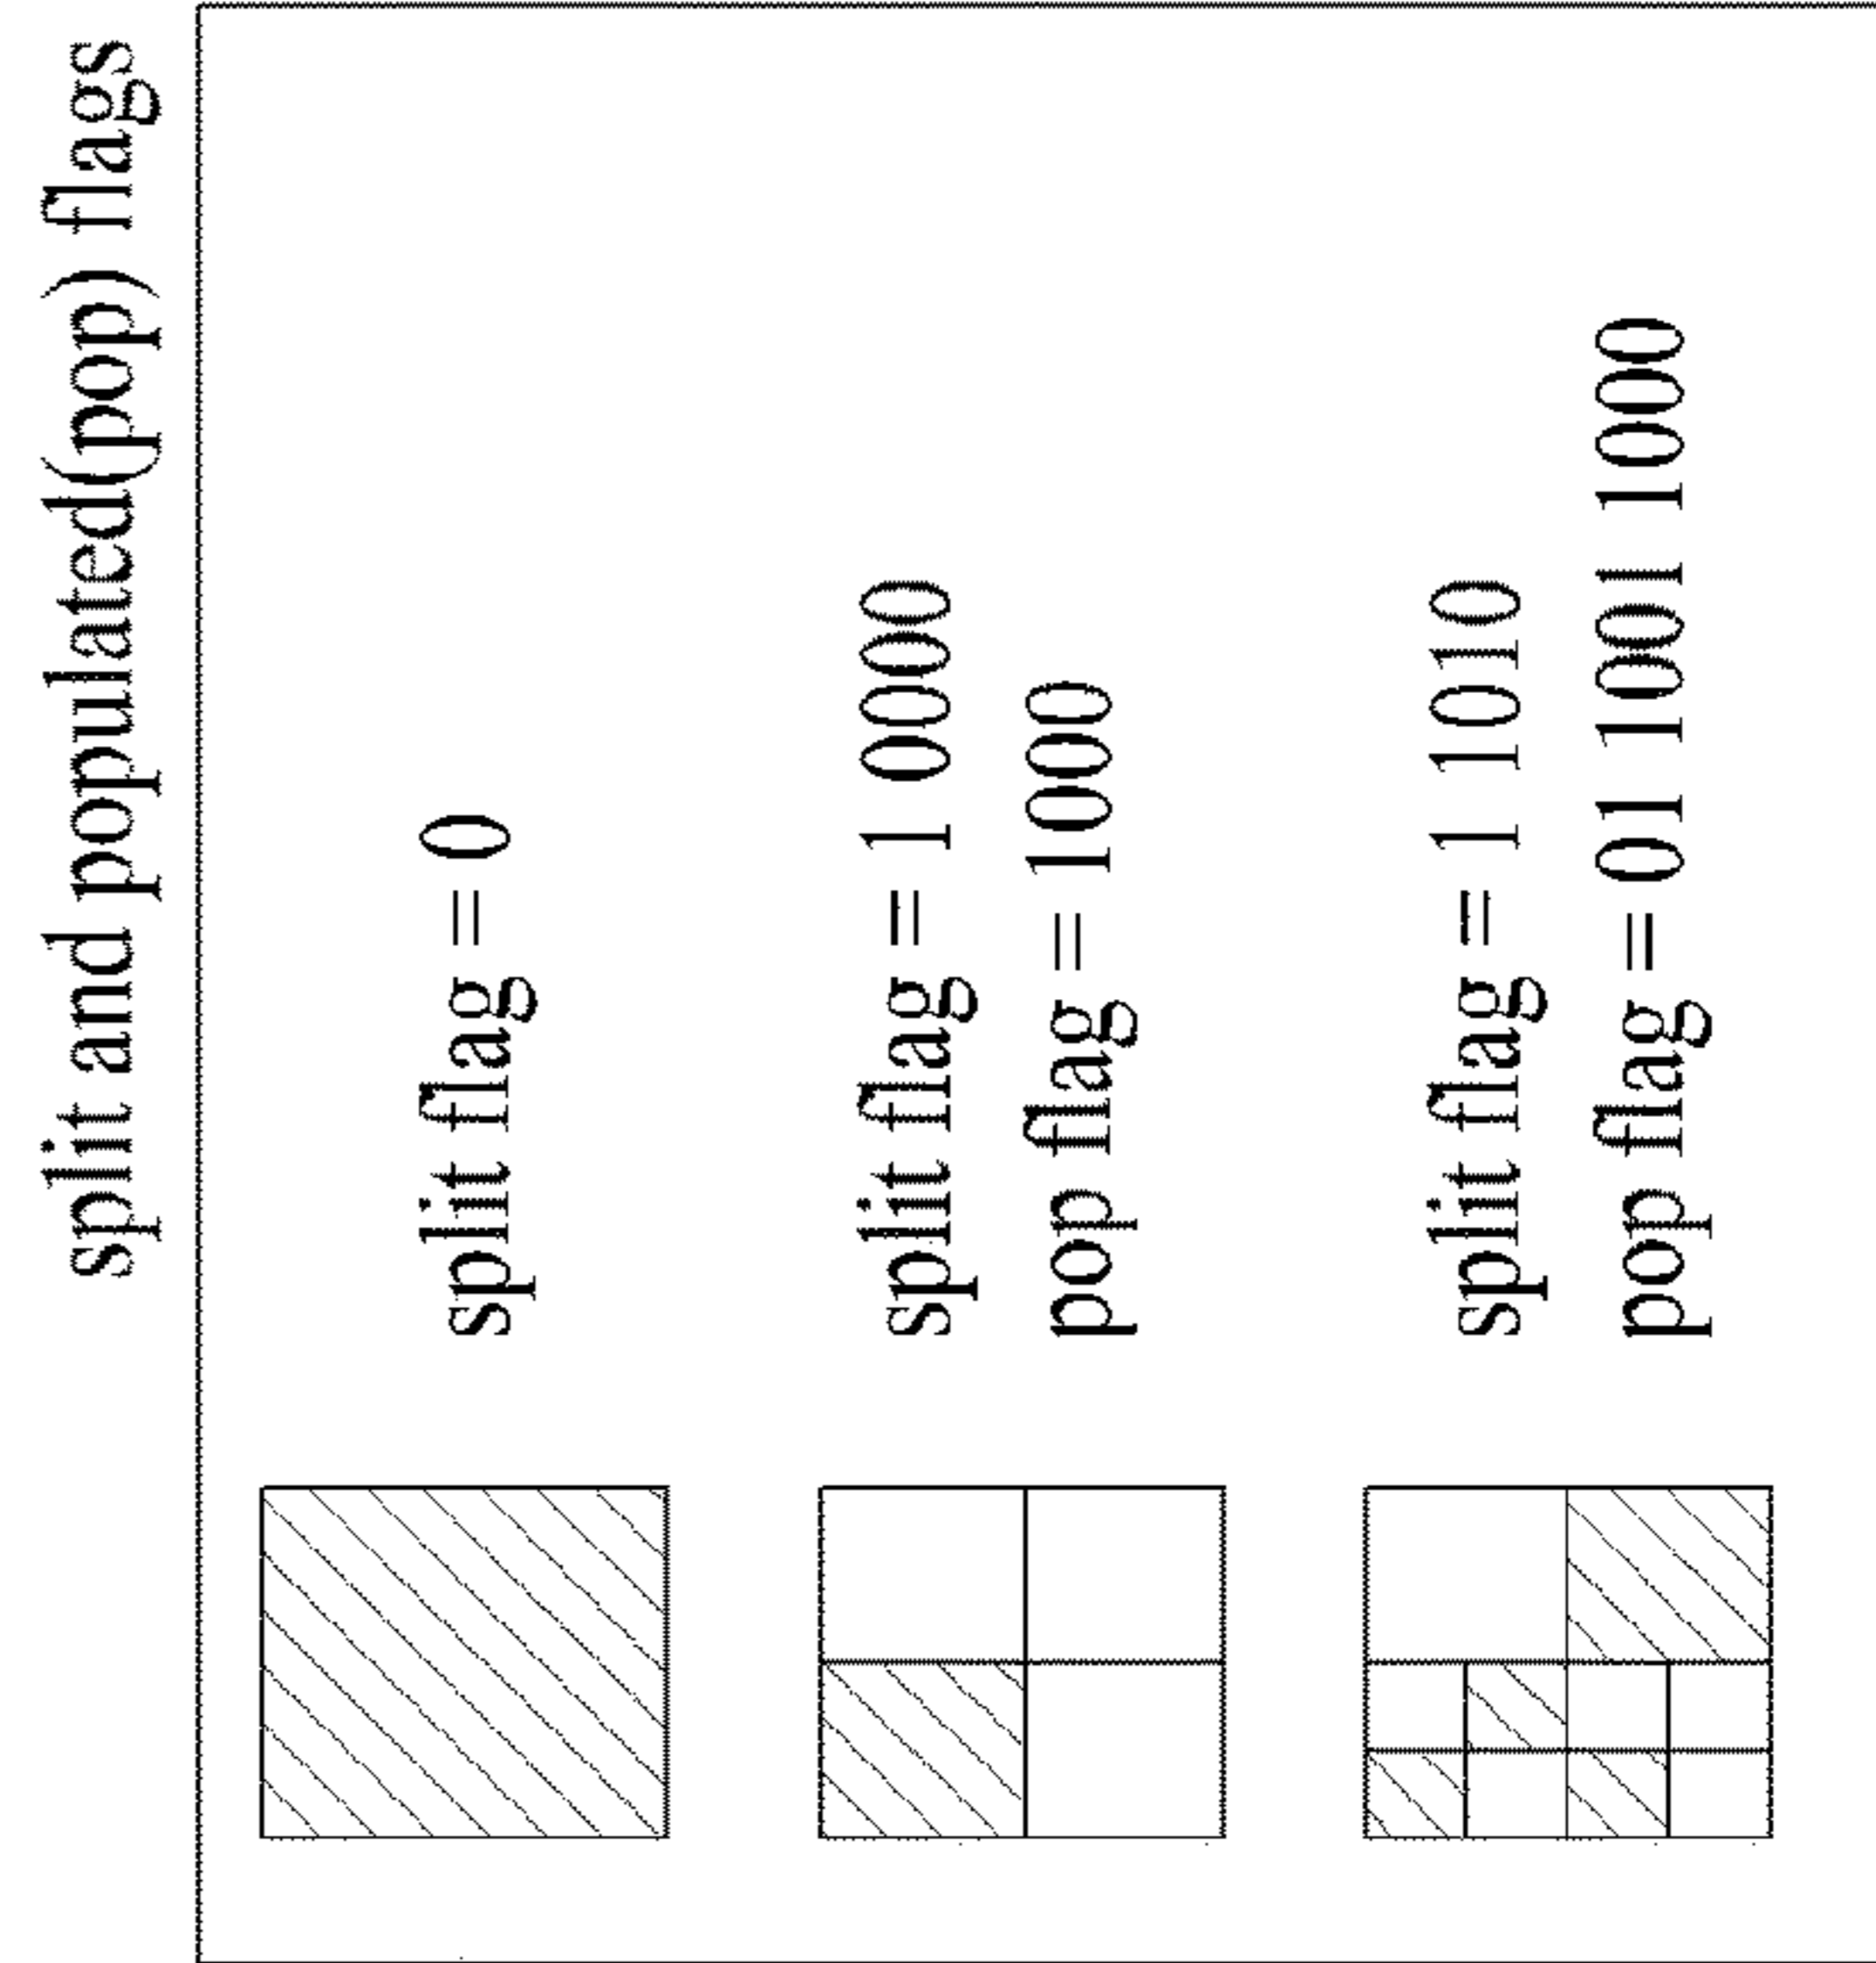 split and populated(pop) flags
split flag = 0
split flag = 1 0000
pop flag = 1000
split flag = 1 1010
pop flag = 01 1001 1000